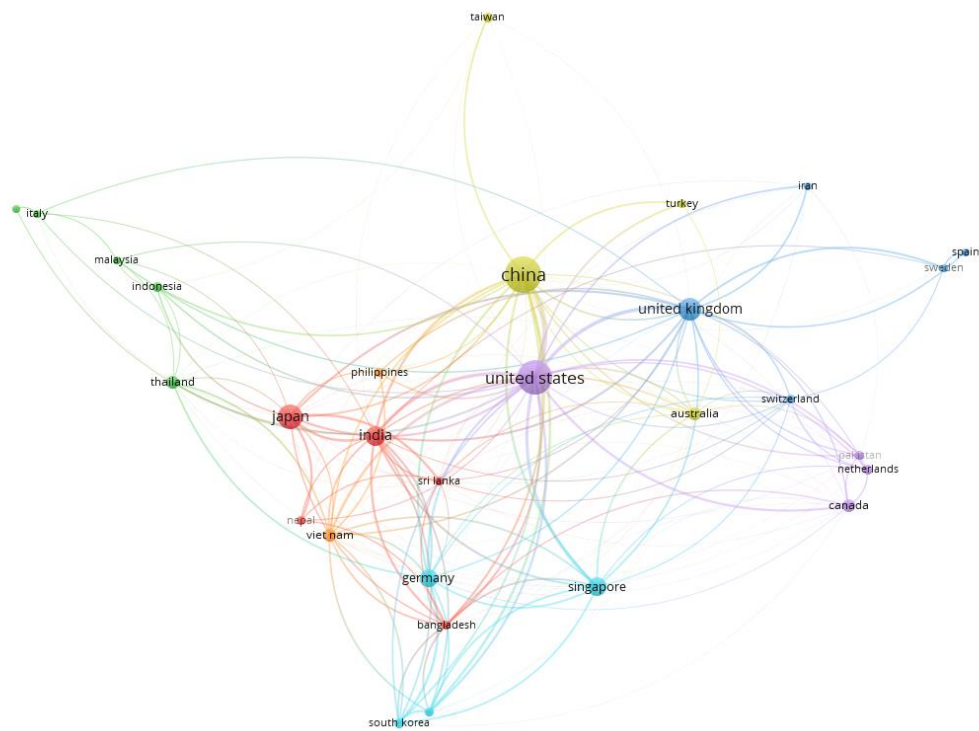 taiwan
iran
turkey
italy
spain
malaysia
sweden
china
indonesia
united kingdom
philippines
united states
thailand
switzerland
australia
japan
india
pakistan
netherlands
sri lanka
canada
nepal
viet nam
germany
singapore
bangladesh
south korea